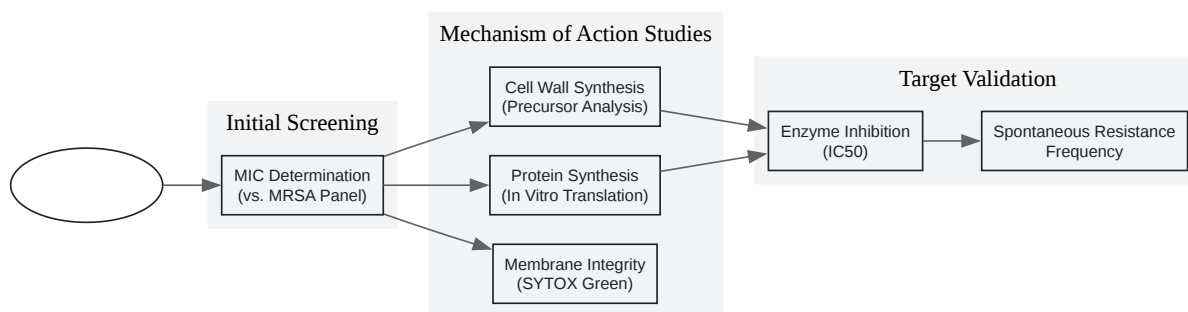 Initial Screening
MIC Determination
(vs. MRSA Panel)
Mechanism of Action Studies
Cell Wall Synthesis
(Precursor Analysis)
Protein Synthesis
(In Vitro Translation)
Membrane Integrity
(SYTOX Green)
Target Validation
Enzyme Inhibition
(IC50)
Spontaneous Resistance
Frequency